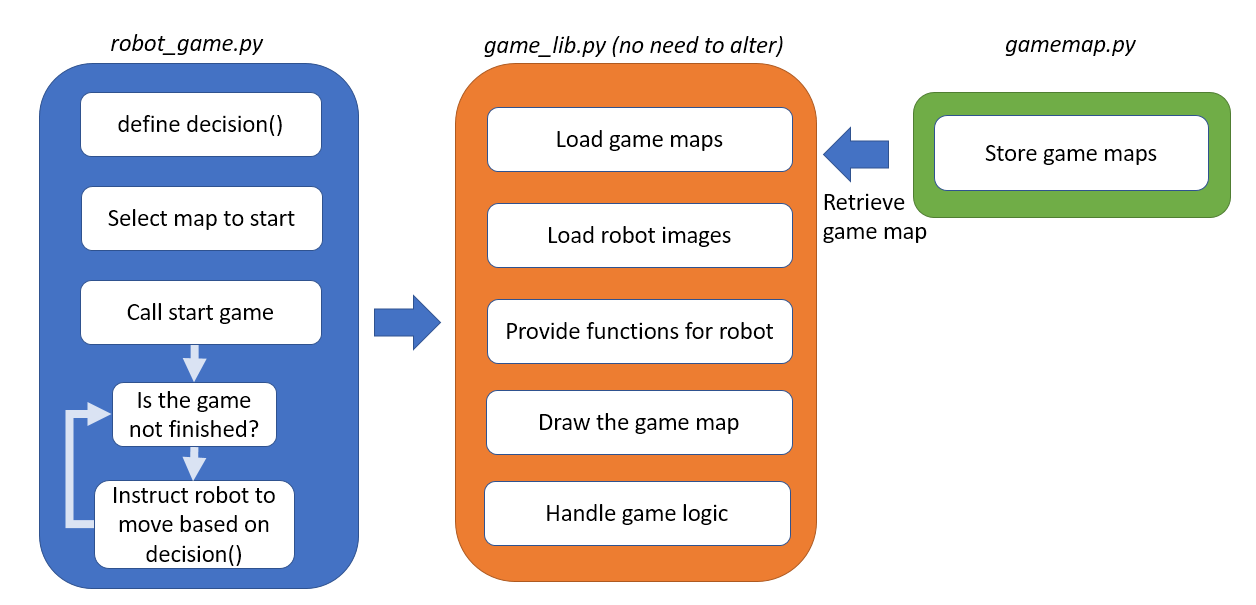 robot_game.py
define decision()
Select map to start
Call start game
Is the game
not finished?
Instruct robot to
move based on
decision()
game_lib.py (no need to alter)
Load game maps
Load robot images
Provide functions for robot
Draw the game map
Handle game logic
Retrieve
game map
gamemap.py
Store game maps